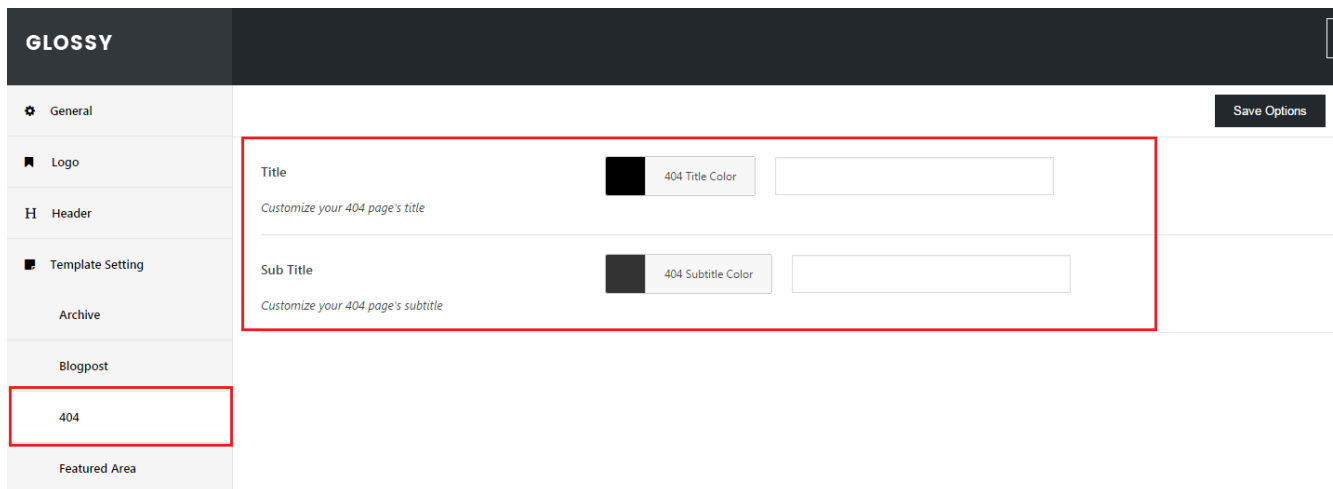 GLOSSY
Save Options
General
Logo
H Header
Template Setting
Archive
Blogpost
404
Featured Area
Title
404 Title Color
Customize your 404 page's title
Sub Title
404 Subtitle Color
Customize your 404 page's subtitle